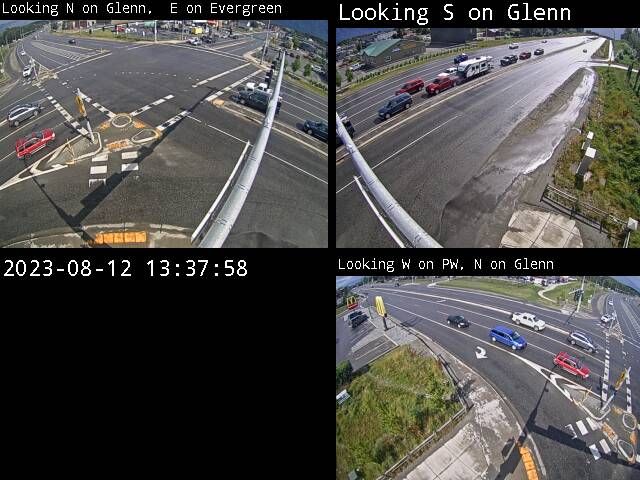 Looking N on Glenn, E on Evergreen
Looking S on Glenn
2023-08-12 13:37:58
Looking W on PW, N on Glenn